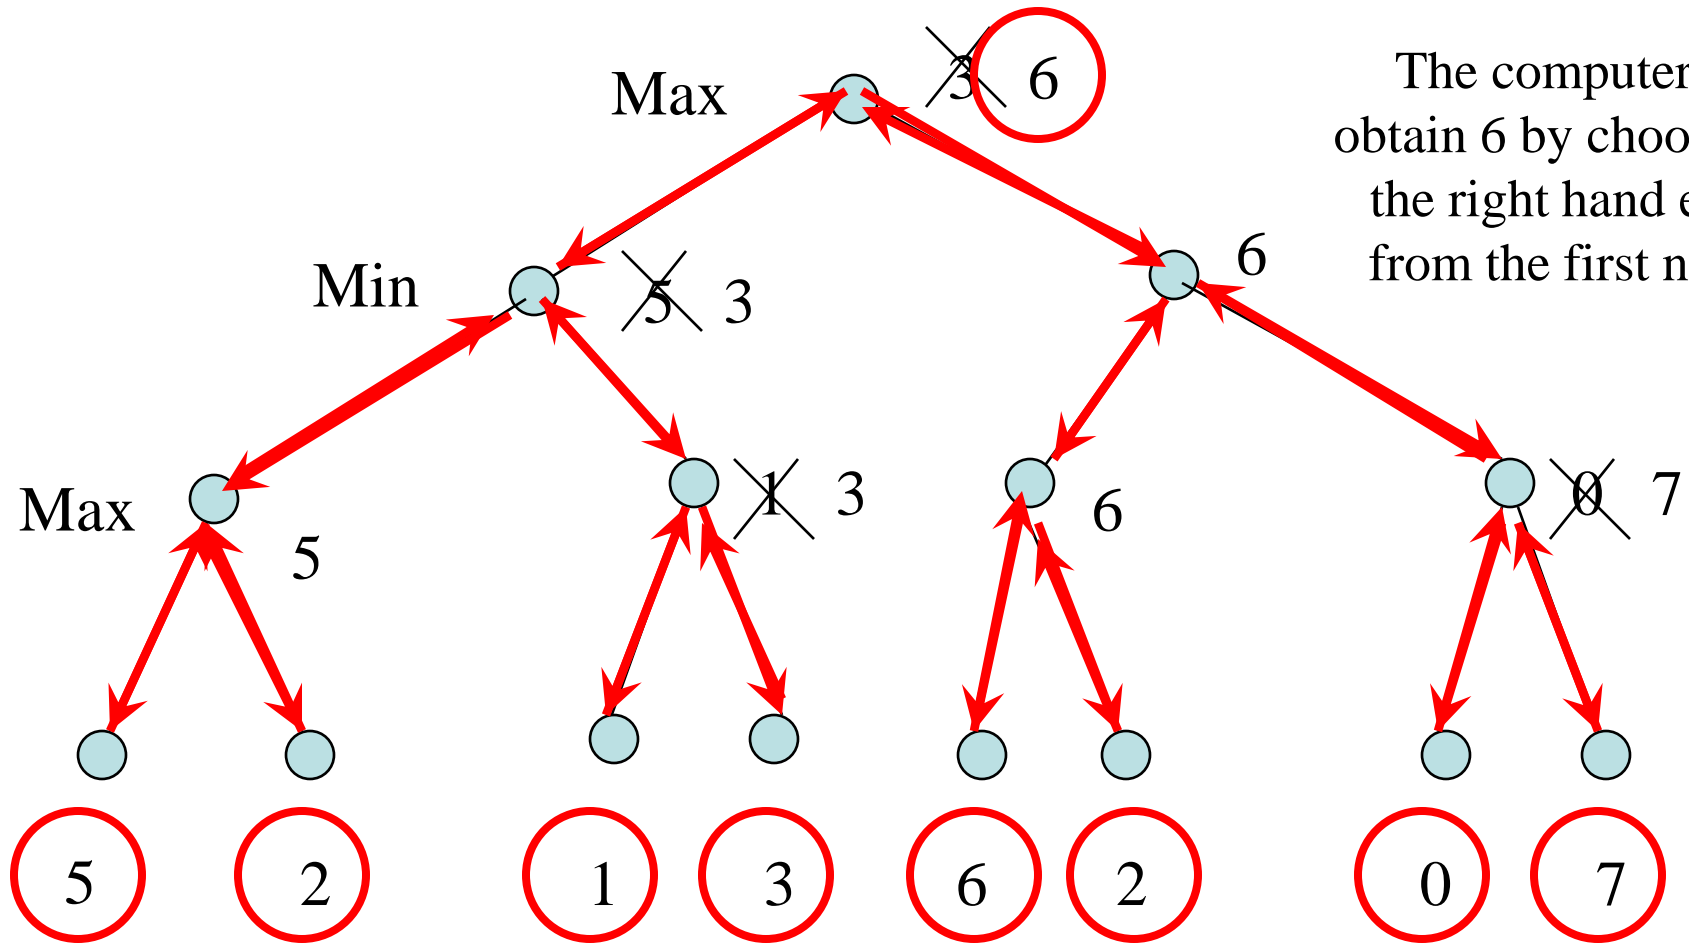 Max
3 6
The computer
obtain 6 by choo
the right hand e
from the first n
Min
5 3
6
Max
5
1 3
6
0 7
5 2 1 3 6 2 0 7